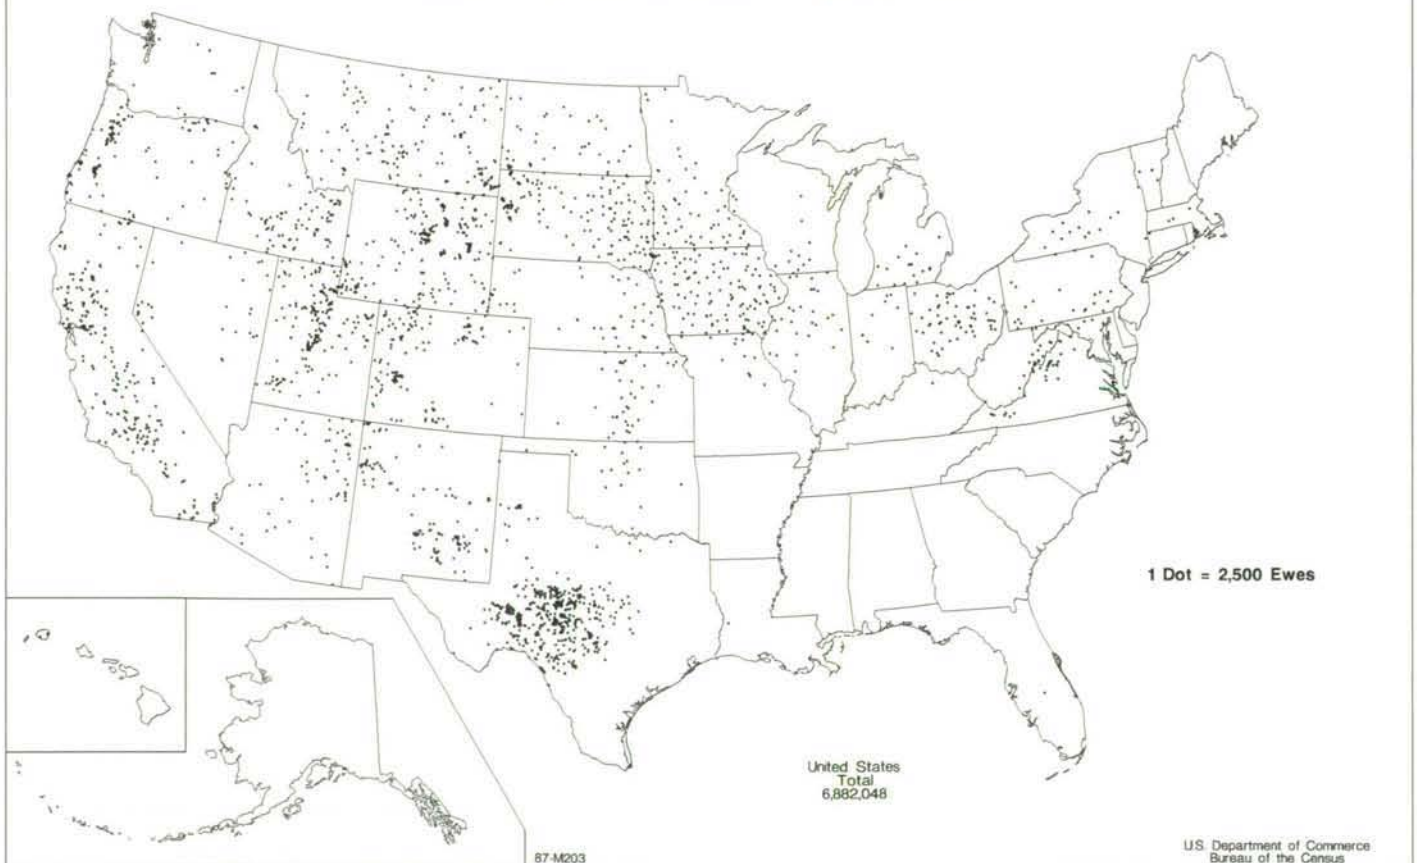 1 Dot = 2,500 Ewes
United States
Total
6,882,048
87-M203
U.S. Department of Commerce
Bureau of the Census